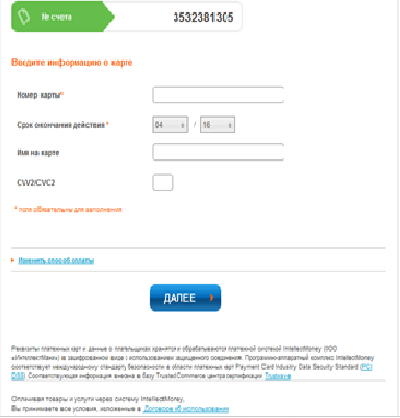 № счета 3532381305
Введите информацию о карте
Номер карты*
Срок окончания действия * 04 / 16
Имя на карте
CVV2/CVC2
* поля обязательны для заполнения
Изменить способ оплаты
ДАЛЕЕ
Реквизиты платежных карт и данные о плательщиках хранятся и обрабатываются платежной системой IntellectMoney (ООО
«ИнтеллектМани») в зашифрованном виде с использованием защищенного соединения. Программно-аппаратный комплекс IntellectMoney
соответствует международному стандарту безопасности в области платежных карт Payment Card Industry Data Security Standard (PCI
DSS). Соответствующая информация внесена в базу TrustedCommerce центра сертификации Trustwave
Оплачивая товары и услуги через систему IntellectMoney,
Вы принимаете все условия, изложенные в Договоре об использовании